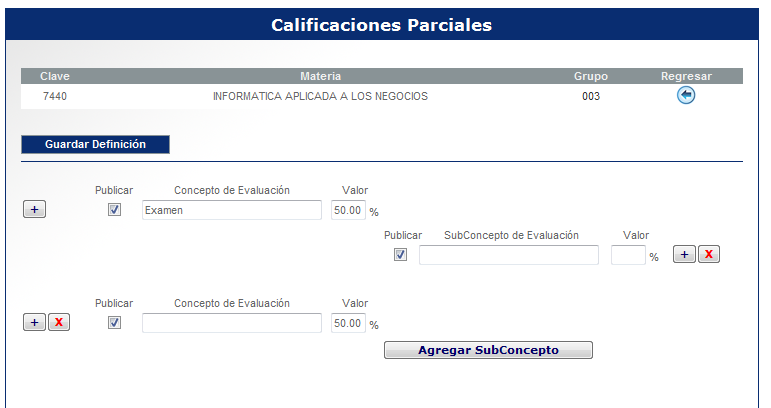 Calificaciones Parciales
Clave Materia Grupo Regresar
7440 INFORMATICA APLICADA A LOS NEGOCIOS 003
Guardar Definición
Publicar Concepto de Evaluación Valor
+ Examen 50.00 %
Publicar SubConcepto de Evaluación Valor
% + X
Publicar Concepto de Evaluación Valor
+ X 50.00 %
Agregar SubConcepto